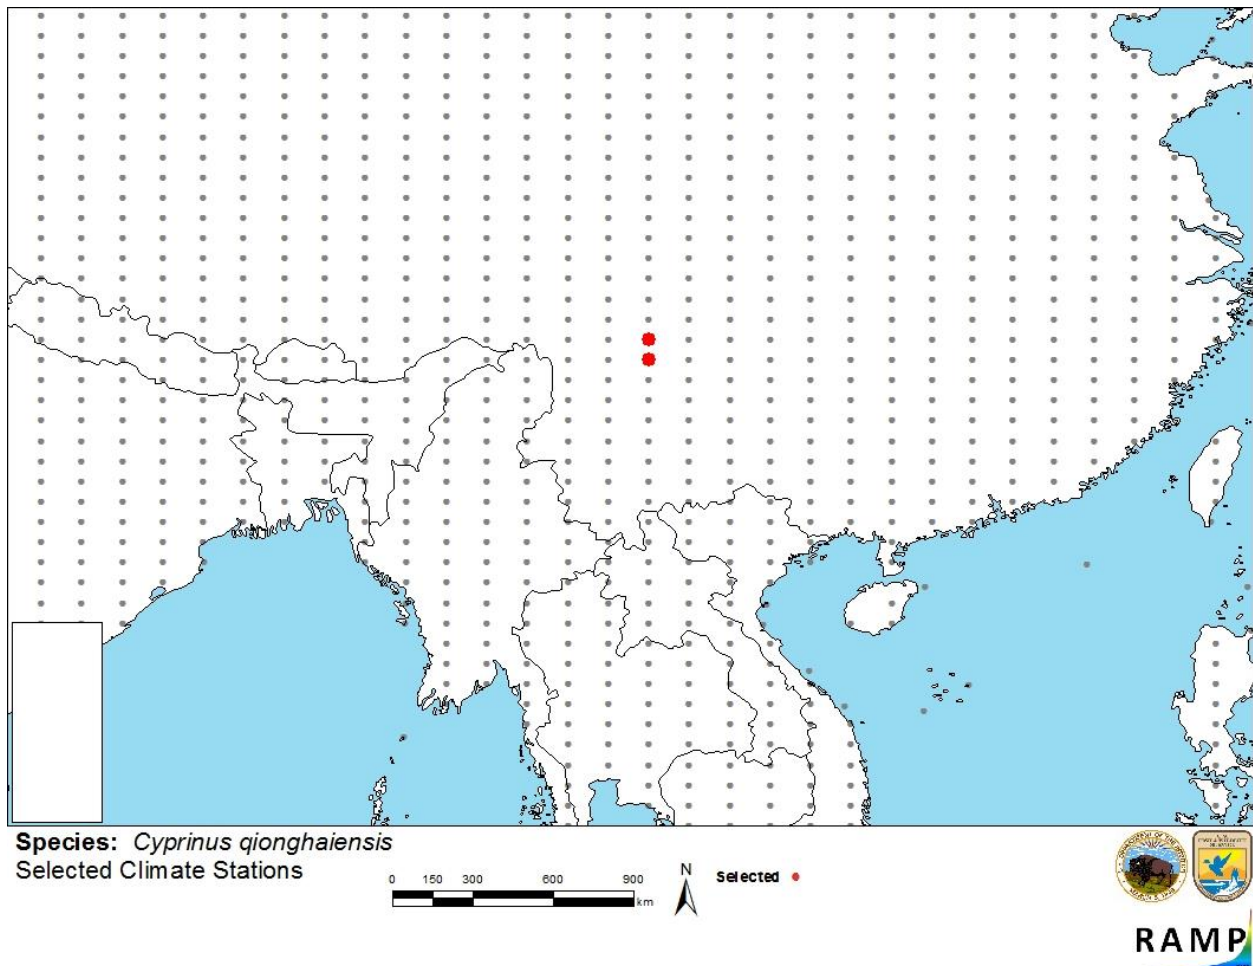 Species: Cyprinus qionghaiensis
Selected Climate Stations
0 150 300 600 900
km
N
Selected
RAMP